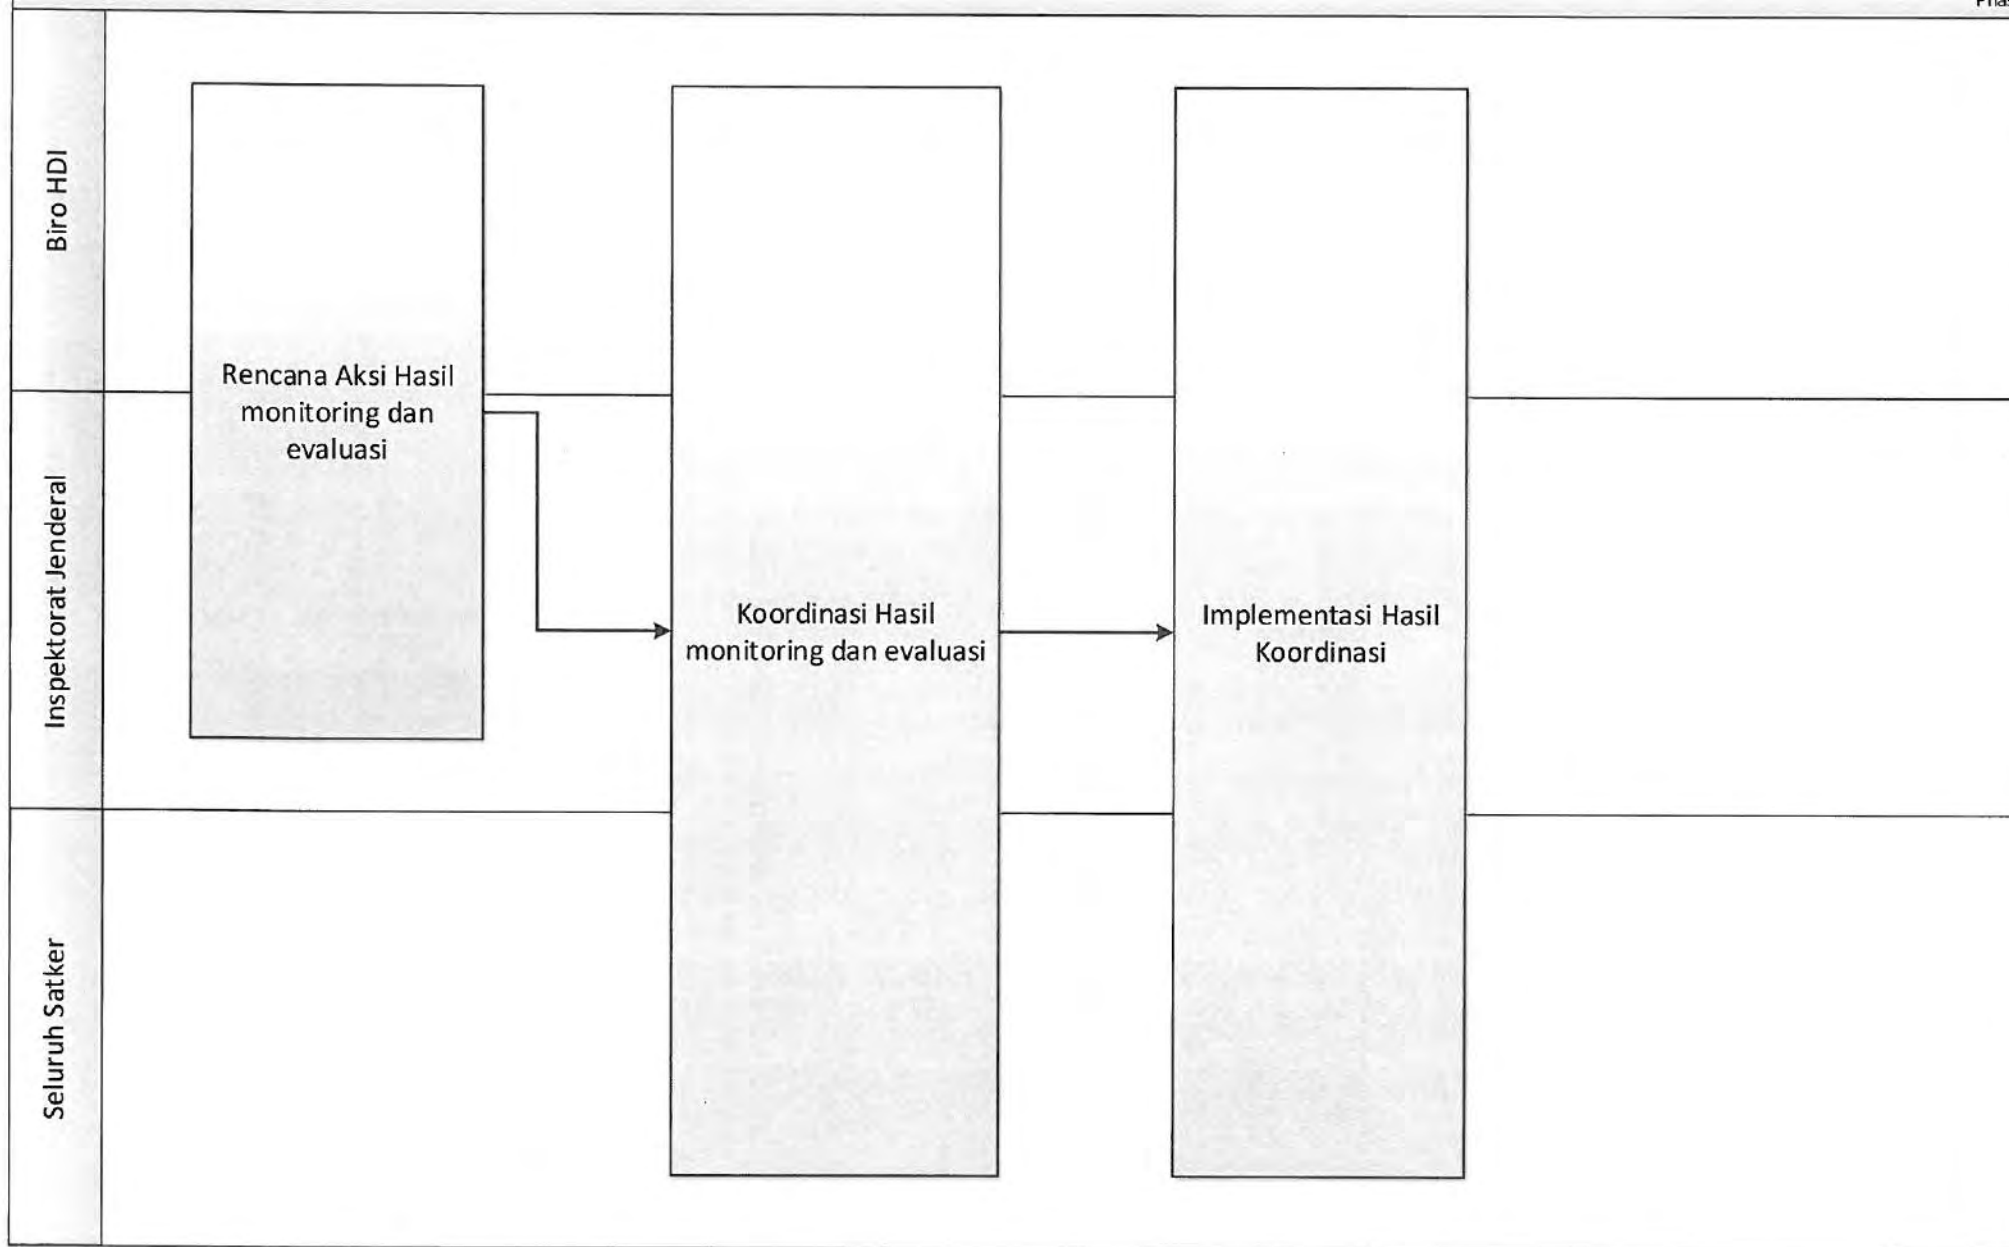 Biro HDI
Rencana Aksi Hasil
monitoring dan
evaluasi
Inspektorat Jenderal
Koordinasi Hasil
monitoring dan evaluasi
Implementasi Hasil
Koordinasi
Seluruh Satker